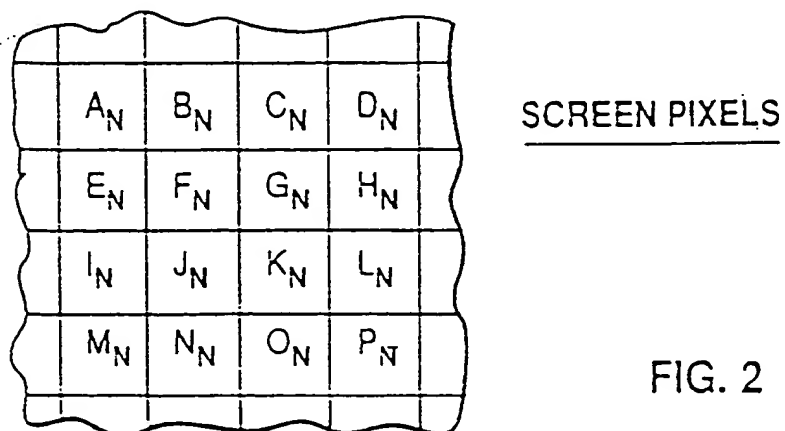 A_N B_N C_N D_N
SCREEN PIXELS
E_N F_N G_N H_N
I_N J_N K_N L_N
M_N N_N O_N P_N
FIG. 2